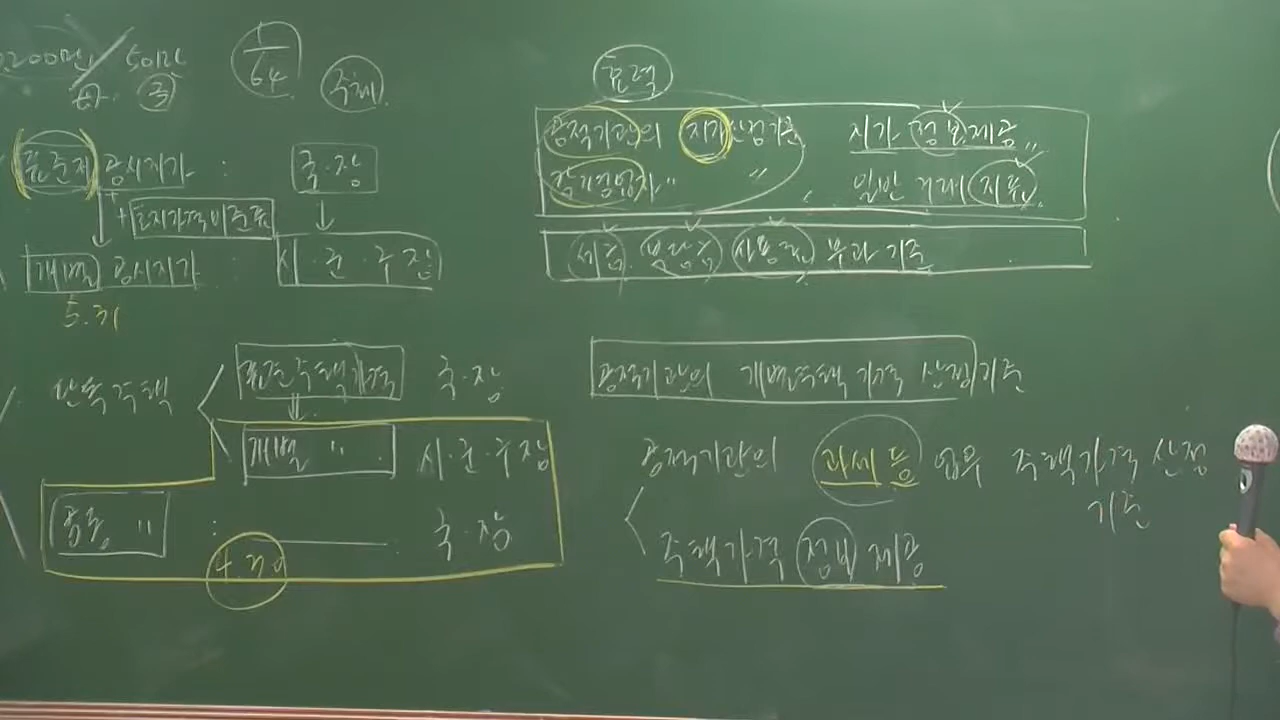 50만
1/64
주체
효력
표준지 공시지가 : 국·장
+ 토지가격비준표
개별 공시지가 : 시·군·구 장
5.31
공적기관의 지가산정기준
지가 정보제공
감가평가사 〃 〃
일반 거래 지표
세금. 부담금 사용료 부과 기준
단독주택
표준주택가격 국·장
개별 〃 시·군·구장
공동 〃 : 국·장
4.30
공적기관의 개별주택가격 산정기준
공적기관의 과세 등 업무 주택가격 산정
기준
주택가격 정보 제공